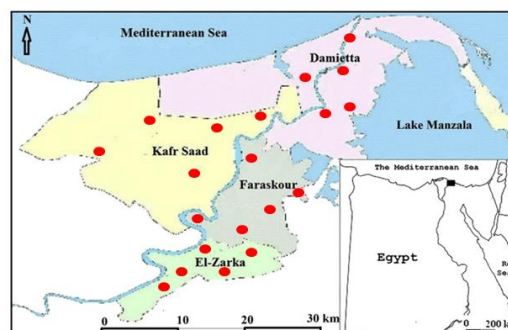 N
Mediterranean Sea
Damietta
Lake Manzala
Kafr Saad
Faraskour
El-Zarka
0 10 20 30 km
The Mediterranean Sea
Egypt
Sea
0 200 k